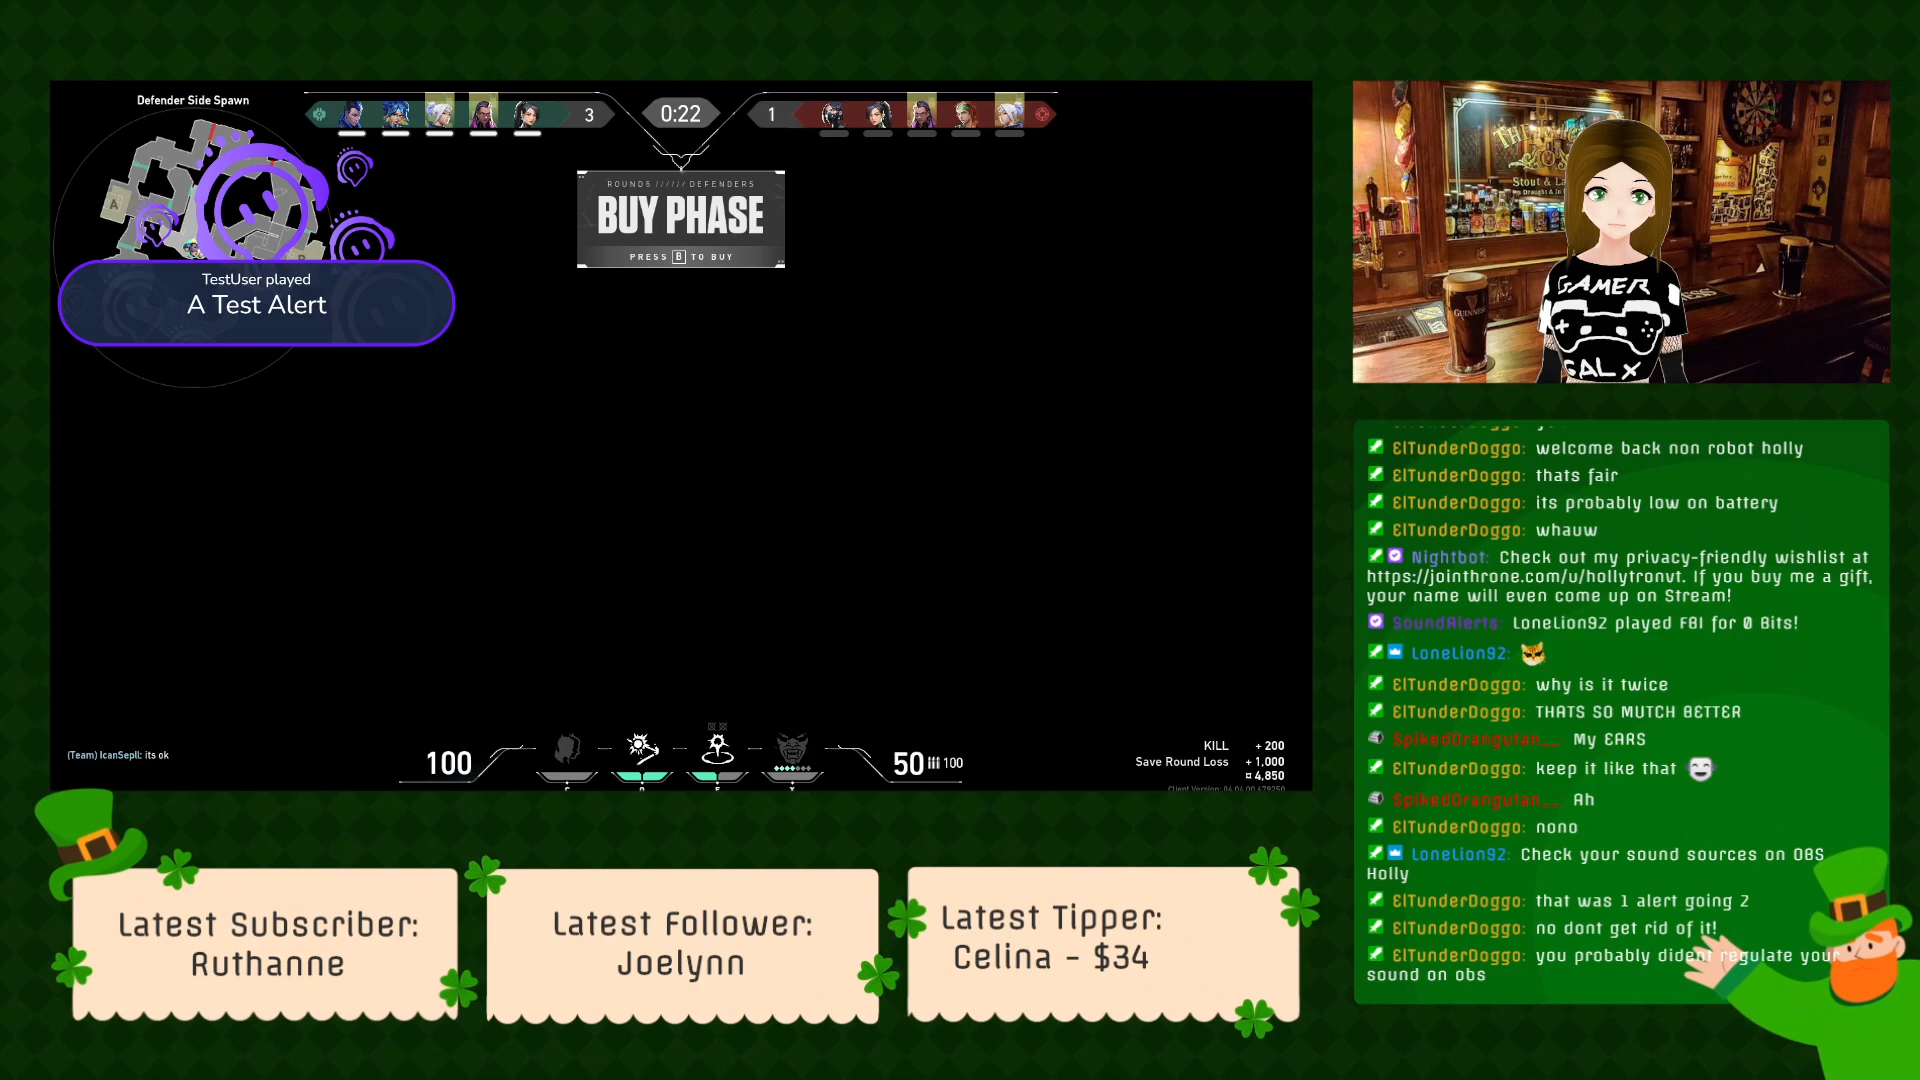 Defender Side Spawn
3
0:22
1
ROUND 5 ////// DEFENDERS
BUY PHASE
PRESS B TO BUY
A
TestUser played
A Test Alert
(Team) IcanSepll: its ok
100
50
100
KILL + 200
Save Round Loss + 1,000
¤ 4,850
Stout & La
GUINNESS
GAMER
GALX
ElTunderDoggo: welcome back non robot holly
ElTunderDoggo: thats fair
ElTunderDoggo: its probably low on battery
ElTunderDoggo: whauw
Nightbot: Check out my privacy-friendly wishlist at
https://jointhrone.com/u/hollytronvt. If you buy me a gift,
your name will even come up on Stream!
SoundAlerts: LoneLion92 played FBI for 0 Bits!
LoneLion92:
ElTunderDoggo: why is it twice
ElTunderDoggo: THATS SO MUTCH BETTER
SpikedOrangutan__: My EARS
ElTunderDoggo: keep it like that
SpikedOrangutan__: Ah
ElTunderDoggo: nono
LoneLion92: Check your sound sources on OBS
Holly
ElTunderDoggo: that was 1 alert going 2
ElTunderDoggo: no dont get rid of it!
ElTunderDoggo: you probably dident regulate your
sound on obs
Latest Subscriber:
Ruthanne
Latest Follower:
Joelynn
Latest Tipper:
Celina - $34